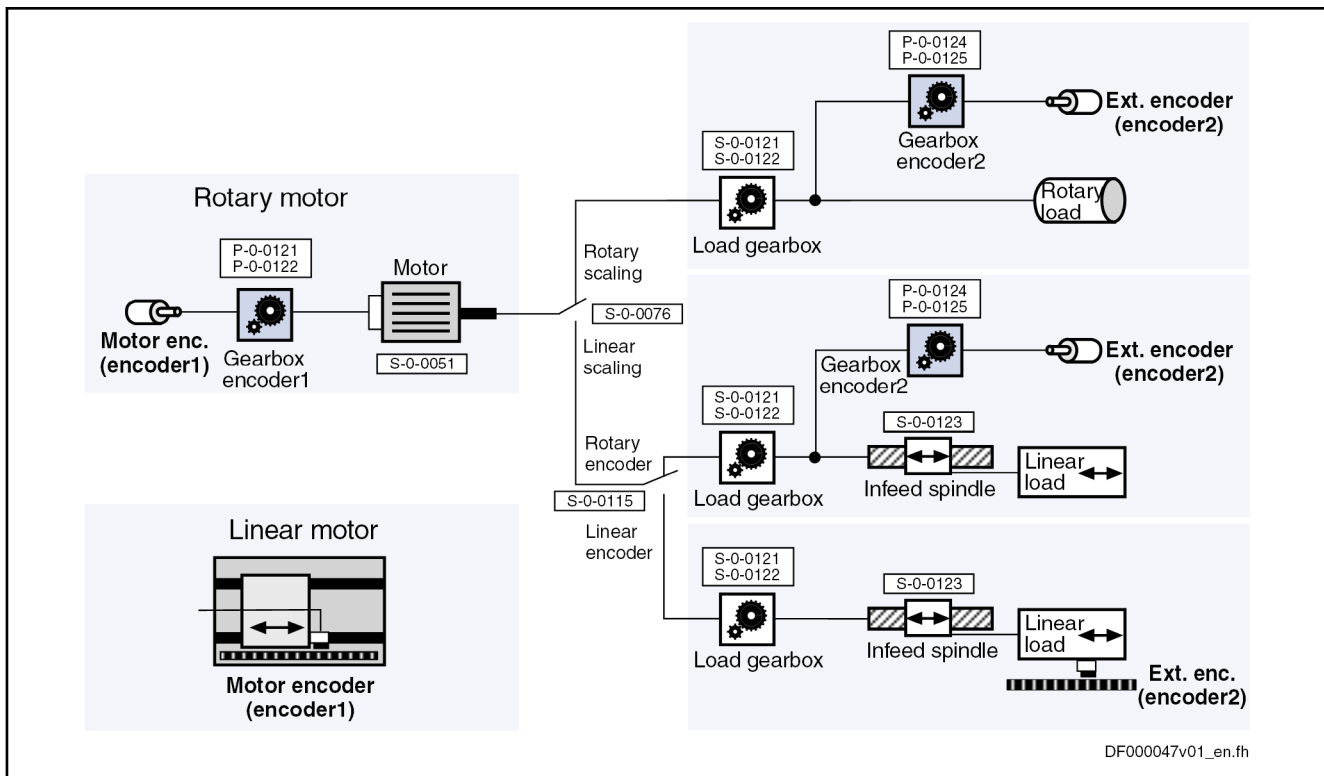 Rotary motor
P-0-0121
P-0-0122
Motor
Motor enc.
(encoder1)
Gearbox
encoder1
S-0-0051
Linear motor
Motor encoder
(encoder1)
Rotary
scaling
S-0-0076
Linear
scaling
Rotary
encoder
S-0-0115
Linear
encoder
P-0-0124
P-0-0125
Ext. encoder
(encoder2)
Gearbox
encoder2
S-0-0121
S-0-0122
Load gearbox
Rotary
load
P-0-0124
P-0-0125
Ext. encoder
(encoder2)
Gearbox
encoder2
S-0-0121
S-0-0122
Load gearbox
S-0-0123
Infeed spindle
Linear
load
S-0-0121
S-0-0122
Load gearbox
S-0-0123
Infeed spindle
Linear
load
Ext. enc.
(encoder2)
DF000047v01_en.fh